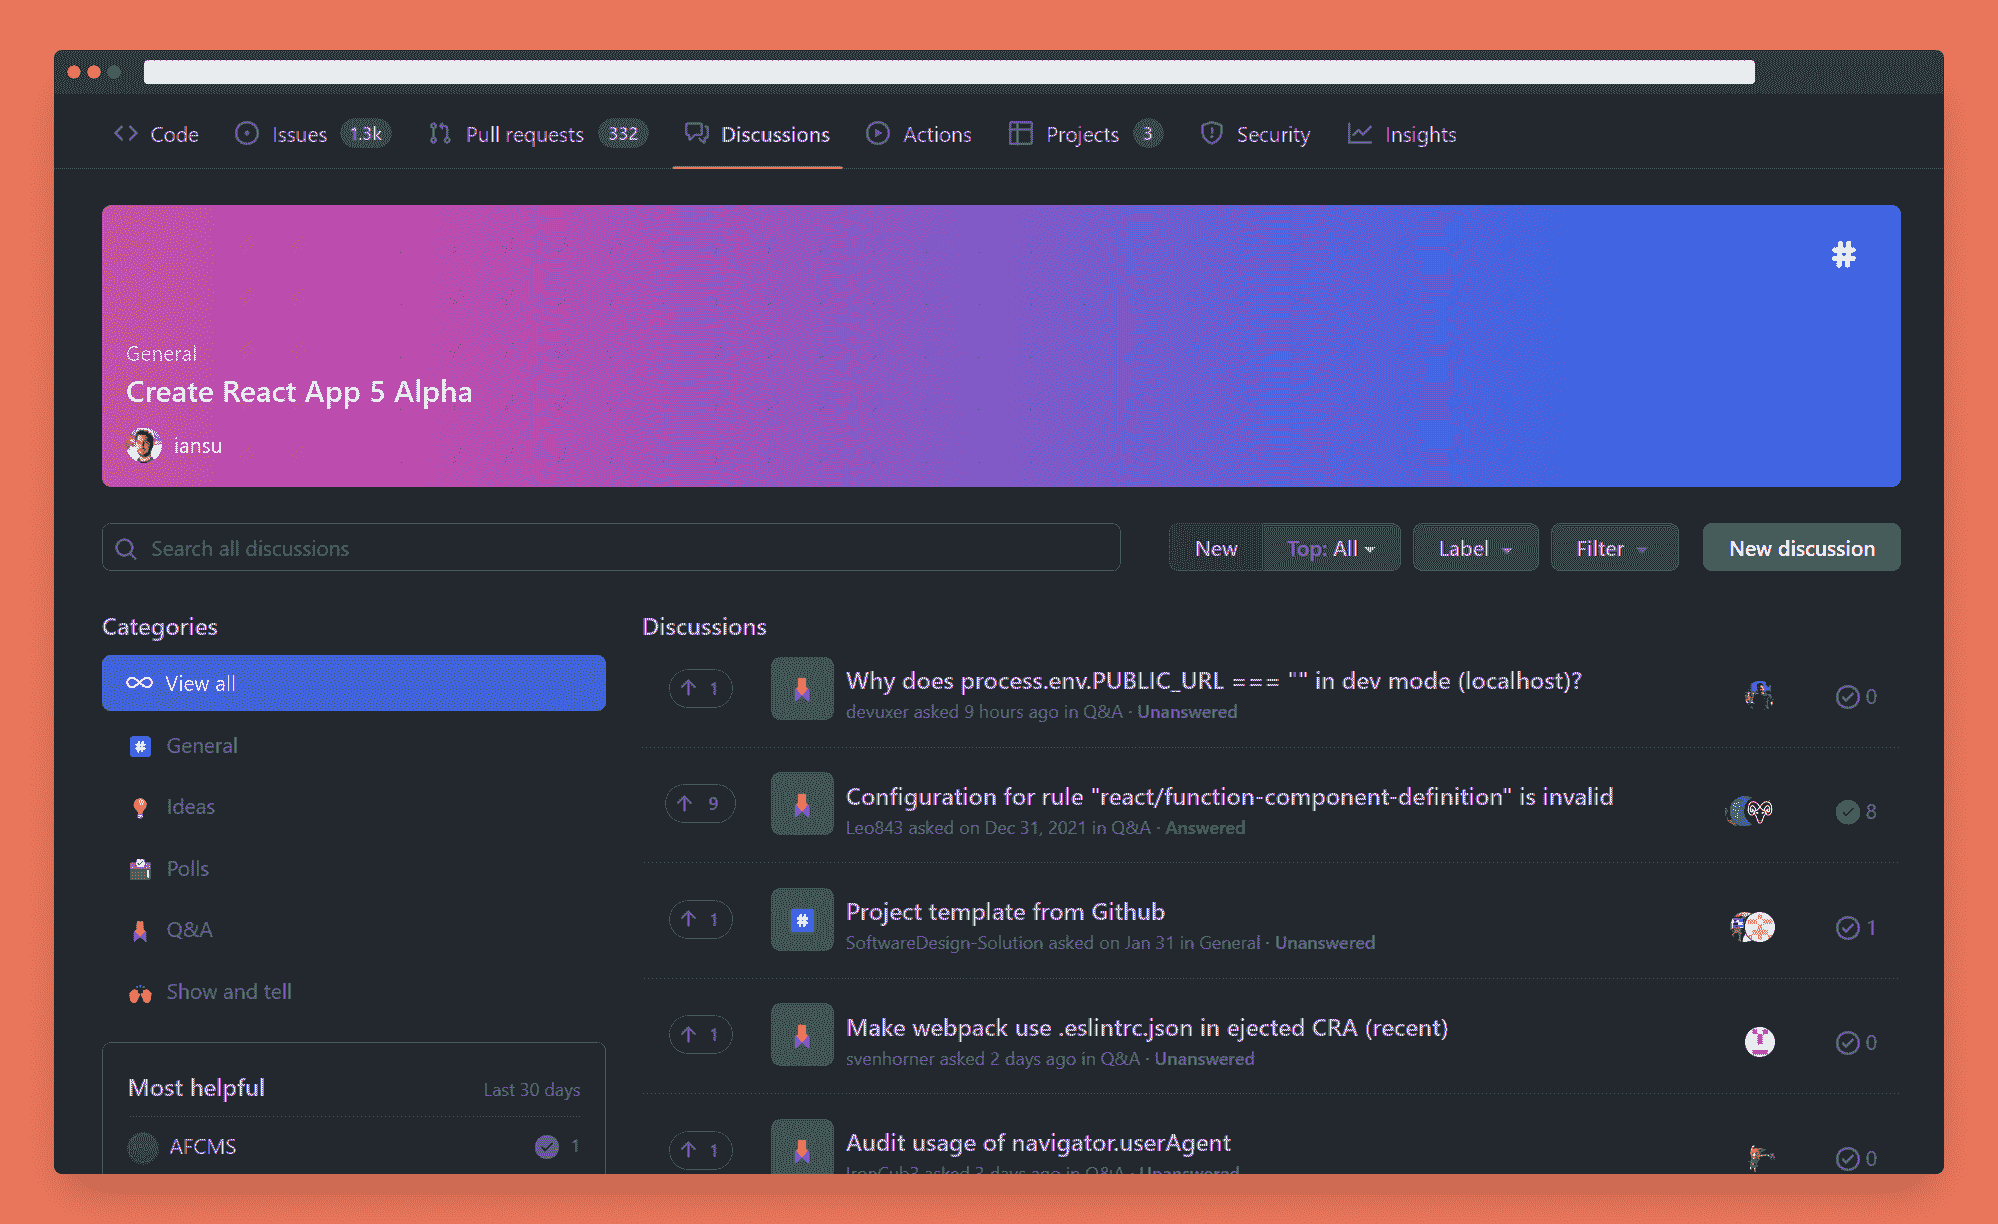 Code Issues 1.3k Pull requests 332 Discussions Actions Projects 3 Security Insights
General
Create React App 5 Alpha
iansu
Search all discussions
New Top: All Label Filter New discussion
Categories
View all
General
Ideas
Polls
Q&A
Show and tell
Most helpful Last 30 days
AFCMS 1
Discussions
1 Why does process.env.PUBLIC_URL === "" in dev mode (localhost)? 0
devuxer asked 9 hours ago in Q&A · Unanswered
9 Configuration for rule "react/function-component-definition" is invalid 8
Leo843 asked on Dec 31, 2021 in Q&A · Answered
1 Project template from Github 1
SoftwareDesign-Solution asked on Jan 31 in General · Unanswered
1 Make webpack use .eslintrc.json in ejected CRA (recent) 0
svenhorner asked 2 days ago in Q&A · Unanswered
1 Audit usage of navigator.userAgent 0
asked 3 days ago in Q&A · Unanswered